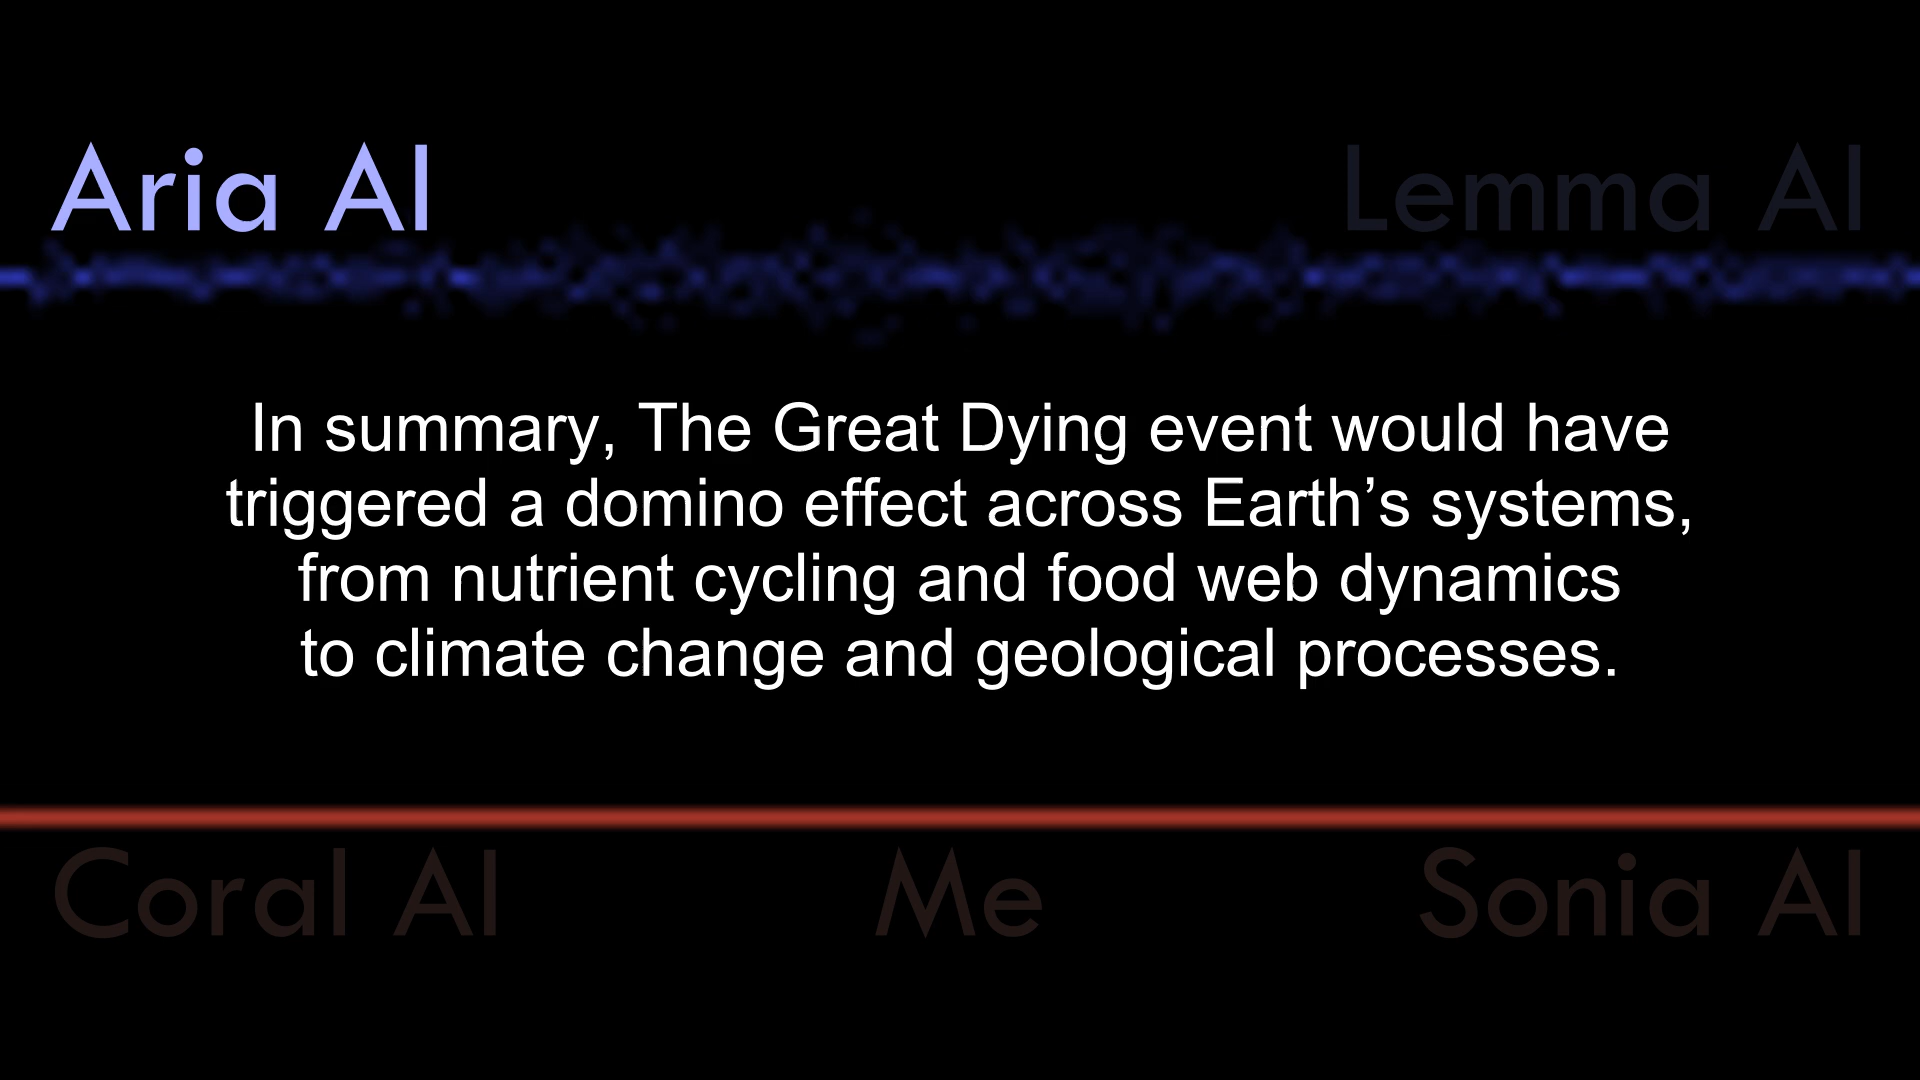 Aria AI
Lemma AI
In summary, The Great Dying event would have
triggered a domino effect across Earth’s systems,
from nutrient cycling and food web dynamics
to climate change and geological processes.
Coral AI
Me
Sonia AI